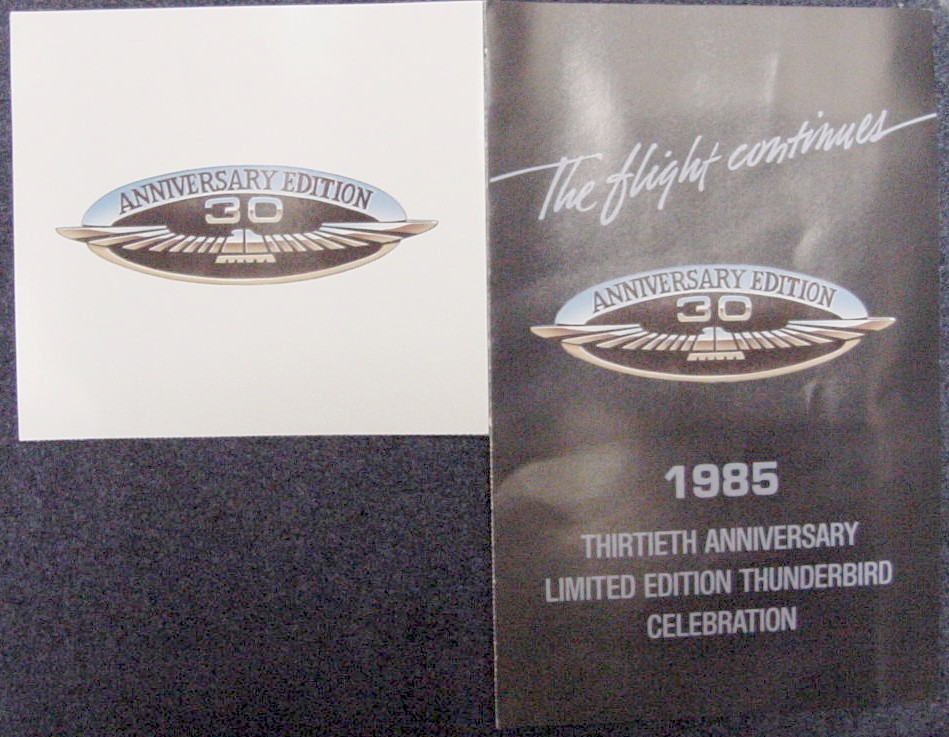 ANNIVERSARY EDITION
30
The flight continues
ANNIVERSARY EDITION
30
1985
THIRTIETH ANNIVERSARY
LIMITED EDITION THUNDERBIRD
CELEBRATION